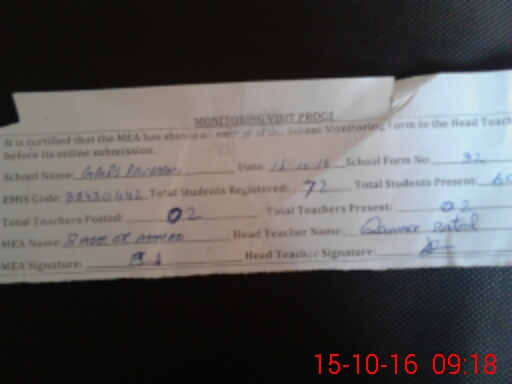 MONITORING VISIT PROOF
It is certified that the MEA has shown of the School Monitoring Form to the Head Teach
before its online submission.
School Name: GGPS Date: 15-10-16 School Form No: 32
EMIS Code: 38430442 Total Students Registered: 72 Total Students Present: 60
Total Teachers Posted: 02 Total Teachers Present: 02
MEA Name: Head Teacher Name:
MEA Signature: Head Teacher Signature:
15-10-16 09:18